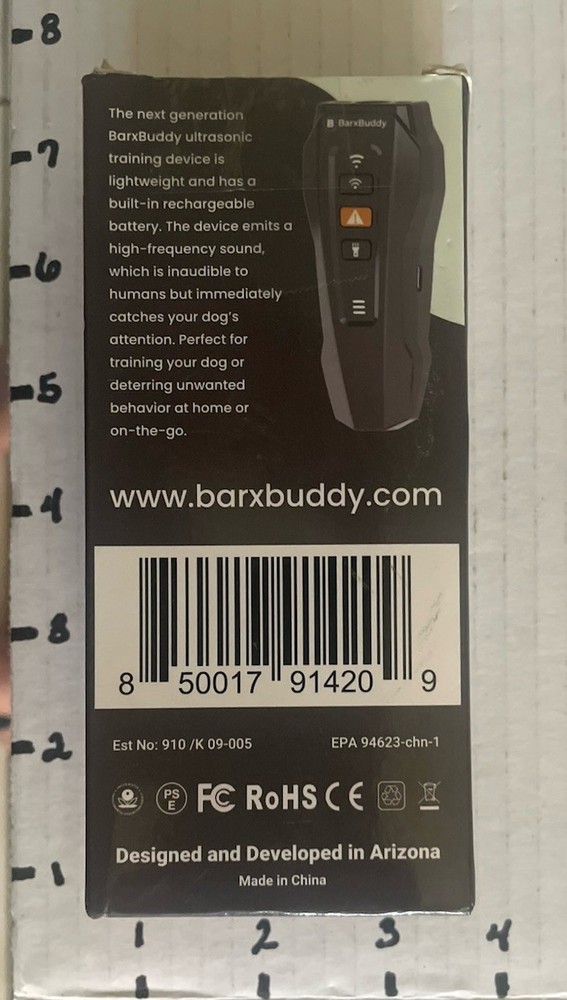 8
The next generation
BarxBuddy ultrasonic
training device is
lightweight and has a
built-in rechargeable
battery. The device emits a
high-frequency sound,
which is inaudible to
humans but immediately
catches your dog's
attention. Perfect for
training your dog or
deterring unwanted
behavior at home or
on-the-go.
B BarxBuddy
7
6
5
4
3
2
1
www.barxbuddy.com
8 50017 91420 9
Est No: 910 /K 09-005 EPA 94623-chn-1
PS E FC RoHS CE
Designed and Developed in Arizona
Made in China
1 2 3 4